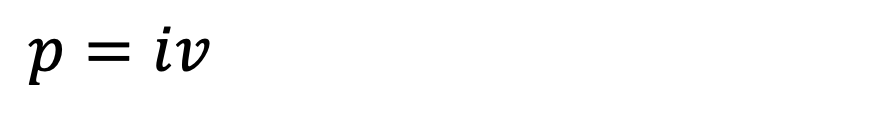 p = iv